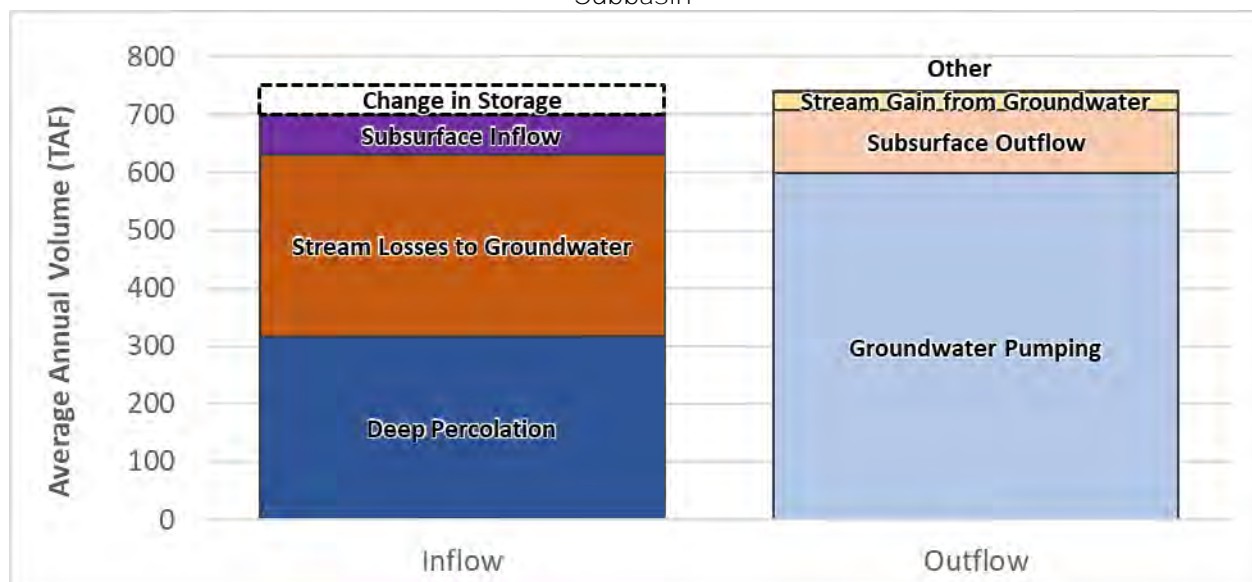 Subbasin
Average Annual Volume (TAF)
800
700
600
500
400
300
200
100
0
Change in Storage
Subsurface Inflow
Stream Losses to Groundwater
Deep Percolation
Other
Stream Gain from Groundwater
Subsurface Outflow
Groundwater Pumping
Inflow
Outflow